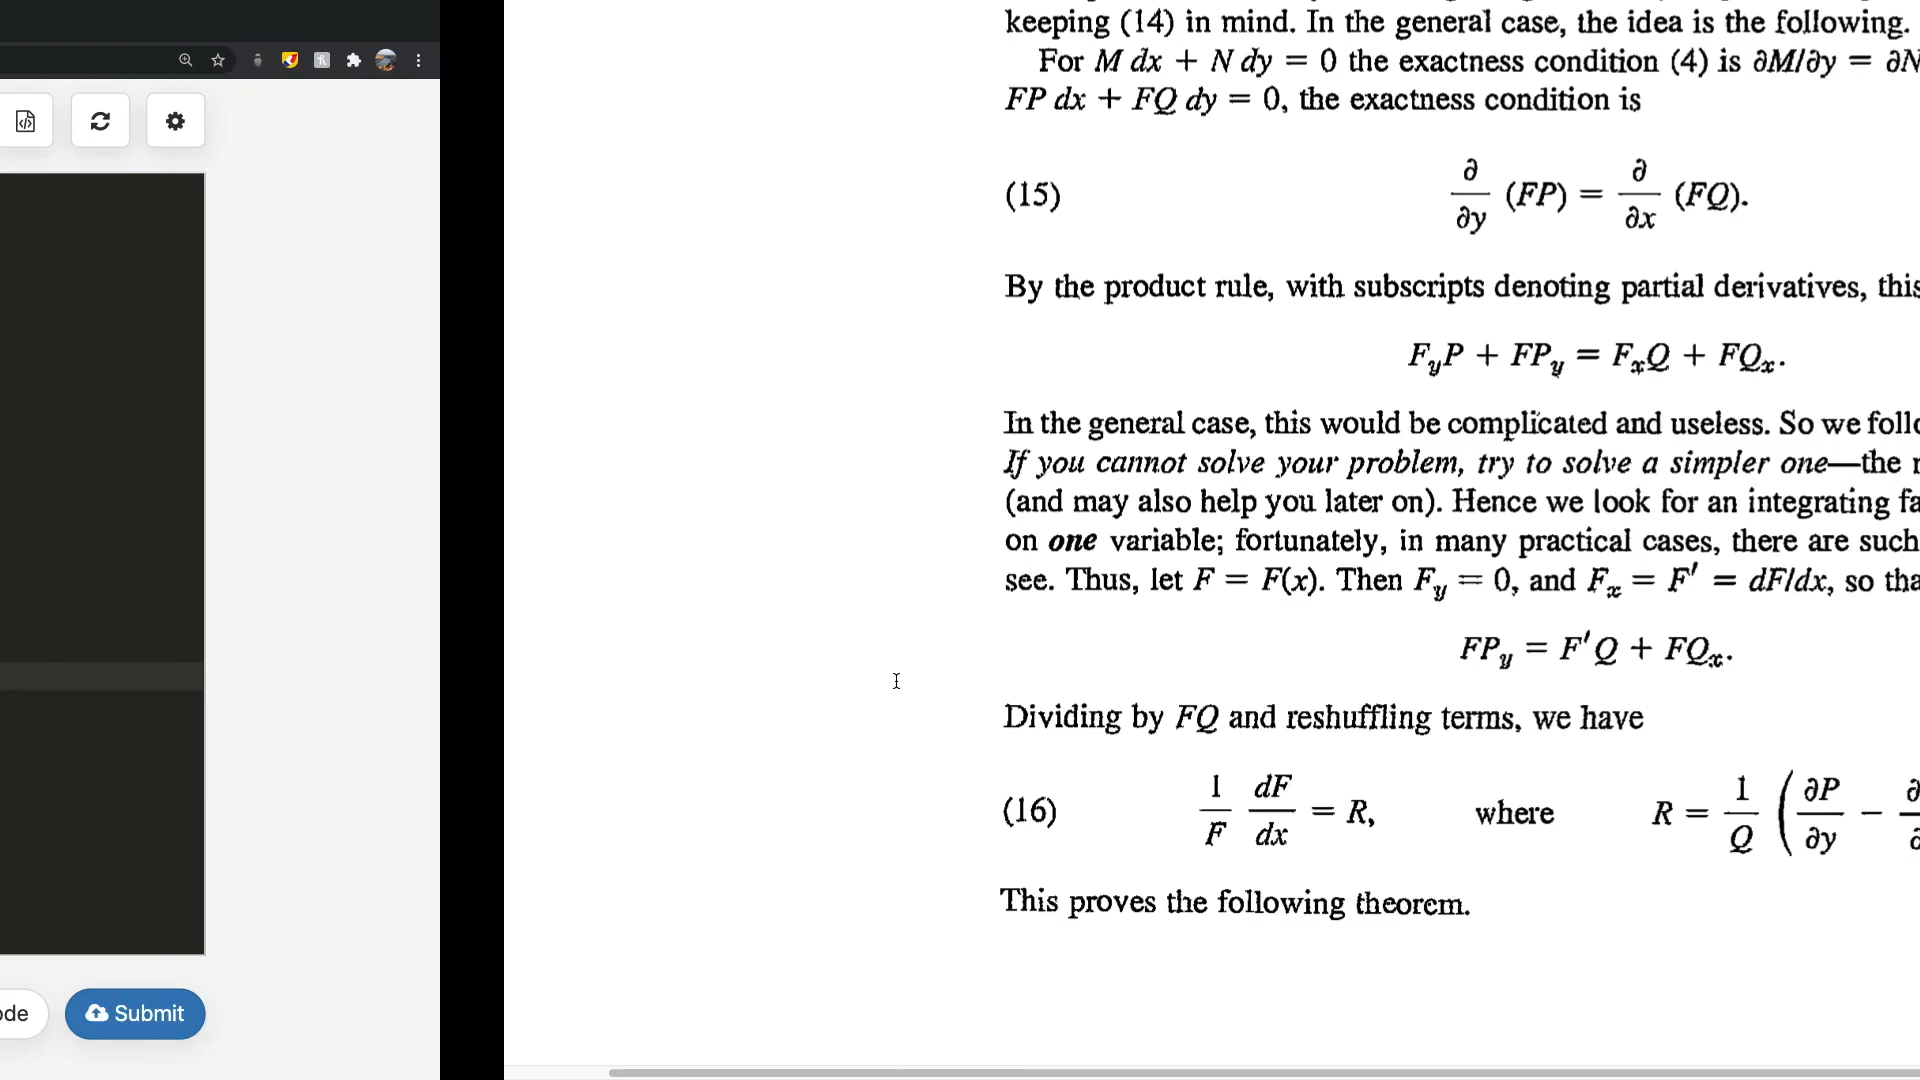 keeping (14) in mind. In the general case, the idea is the following.
For M dx + N dy = 0 the exactness condition (4) is ∂M/∂y = ∂N
FP dx + FQ dy = 0, the exactness condition is
(15) ∂/∂y (FP) = ∂/∂x (FQ).
By the product rule, with subscripts denoting partial derivatives, this
F_yP + FP_y = F_xQ + FQ_x.
In the general case, this would be complicated and useless. So we follo
If you cannot solve your problem, try to solve a simpler one—the r
(and may also help you later on). Hence we look for an integrating fa
on one variable; fortunately, in many practical cases, there are such
see. Thus, let F = F(x). Then F_y = 0, and F_x = F′ = dF/dx, so tha
FP_y = F′Q + FQ_x.
Dividing by FQ and reshuffling terms, we have
(16) 1/F dF/dx = R, where R = 1/Q (∂P/∂y − ∂
This proves the following theorem.
ode
Submit